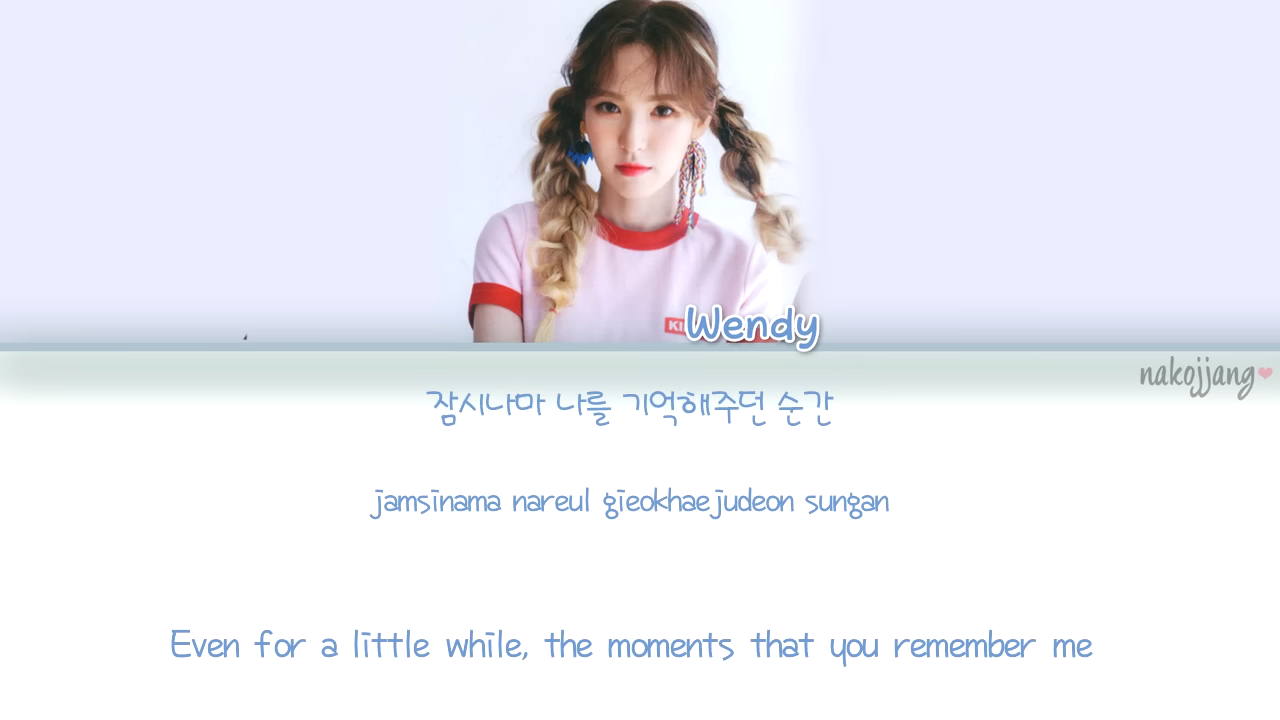 KI
Wendy
nakojjang
잠시나마 나를 기억해주던 순간
jamsinama nareul gieokhaejudeon sungan
Even for a little while, the moments that you remember me